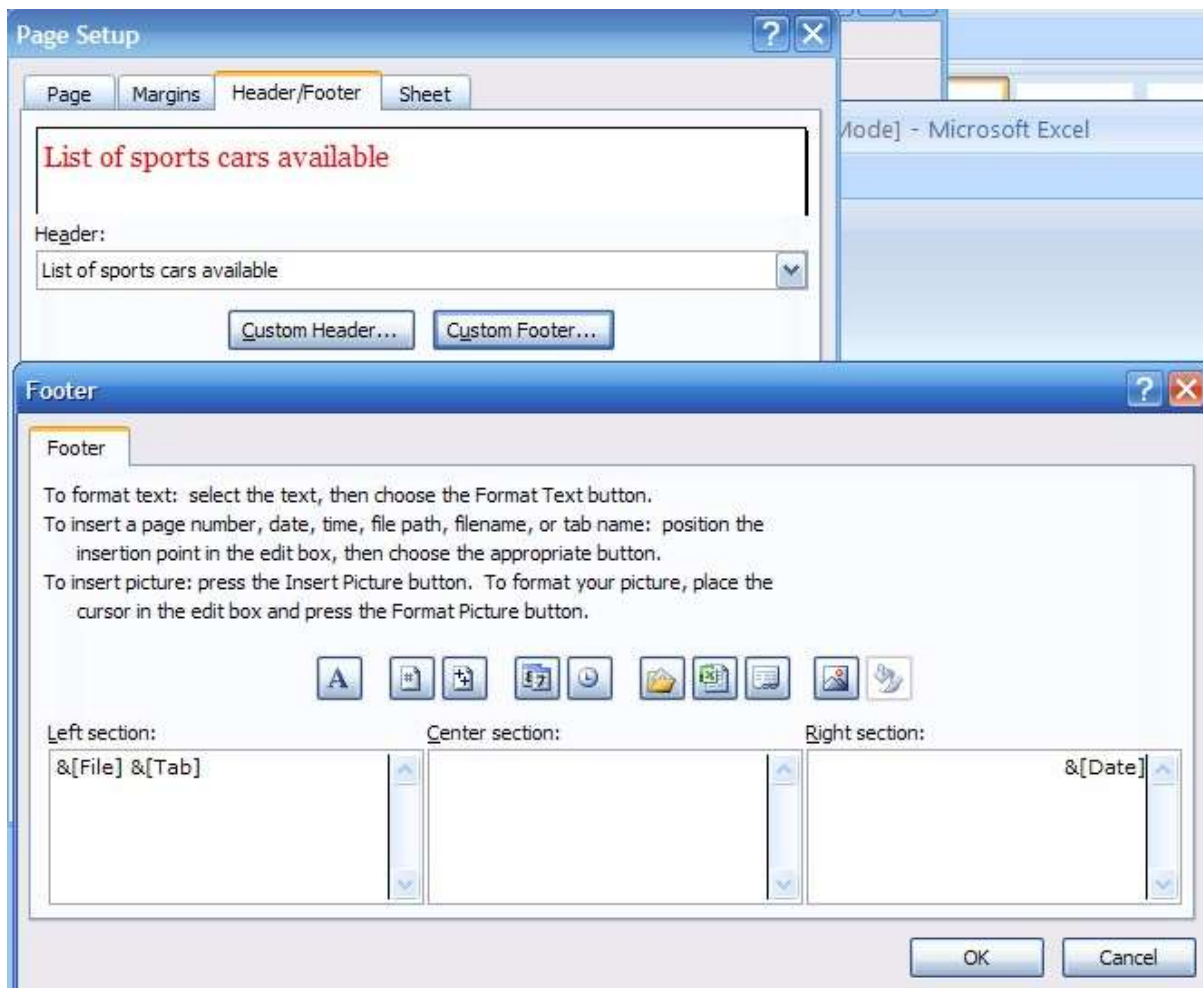 Page Setup
Page Margins Header/Footer Sheet
Mode] - Microsoft Excel
List of sports cars available
Header:
List of sports cars available
Custom Header... Custom Footer...
Footer
Footer
To format text: select the text, then choose the Format Text button.
To insert a page number, date, time, file path, filename, or tab name: position the
insertion point in the edit box, then choose the appropriate button.
To insert picture: press the Insert Picture button. To format your picture, place the
cursor in the edit box and press the Format Picture button.
Left section: Center section: Right section:
&[File] &[Tab] &[Date]
OK Cancel